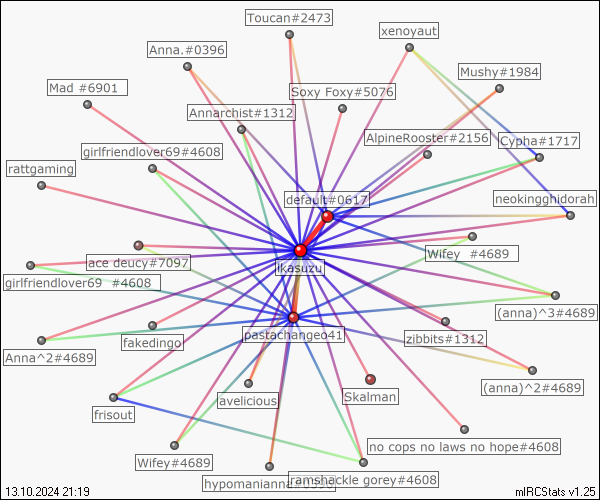 Toucan#2473
xenoyaut
Anna.#0396
Mushy#1984
Mad #6901
Soxy Foxy#5076
Annarchist#1312
AlpineRooster#2156
Cypha#1717
girlfriendlover69#4608
rattgaming
default#0617
neokingghidorah
Wifey #4689
ace deucy#7097
ikasuzu
girlfriendlover69 #4608
(anna)^3#4689
pastachange041
zibbits#1312
fakedingo
Anna^2#4689
(anna)^2#4689
Skalman
avelicious
frisout
no cops no laws no hope#4608
Wifey#4689
hypomanianna#0396
ramshackle gorey#4608
13.10.2024 21:19
mIRCStats v1.25